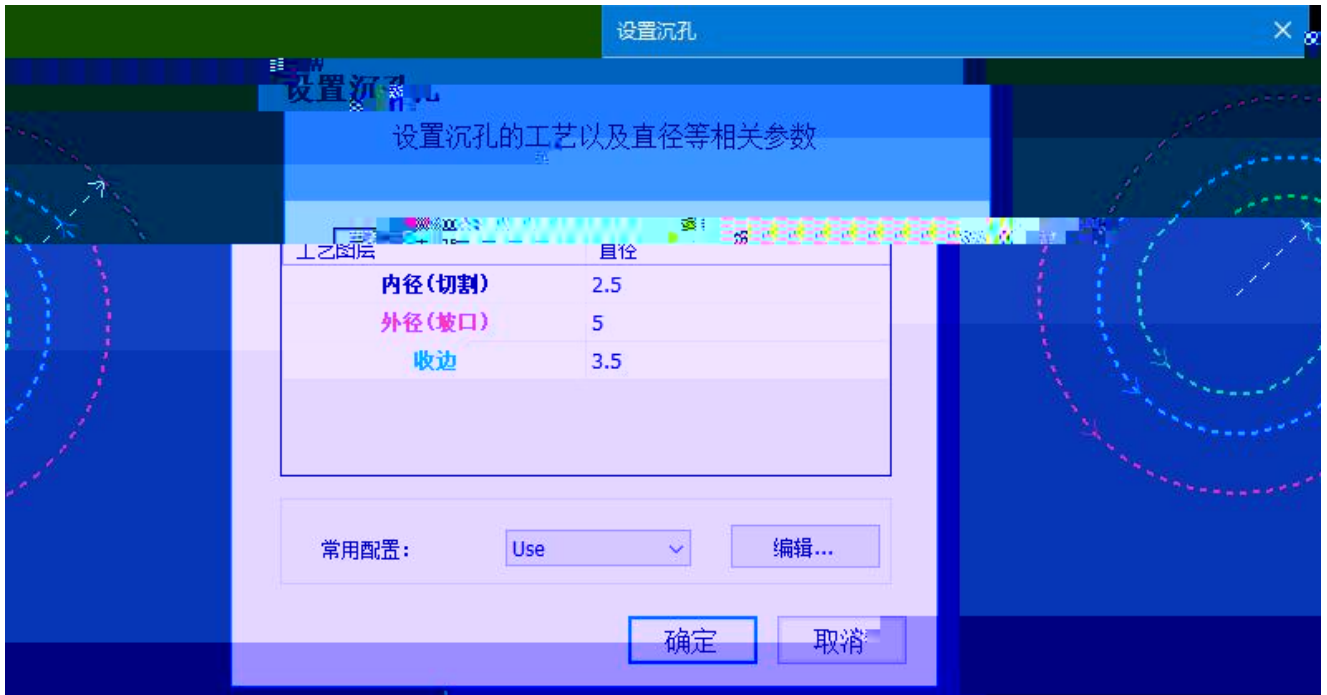 设置沉孔
设置沉孔
设置沉孔的工艺以及直径等相关参数
工艺图层 直径
内径(切割) 2.5
外径(坡口) 5
收边 3.5
常用配置: Use 编辑...
确定 取消